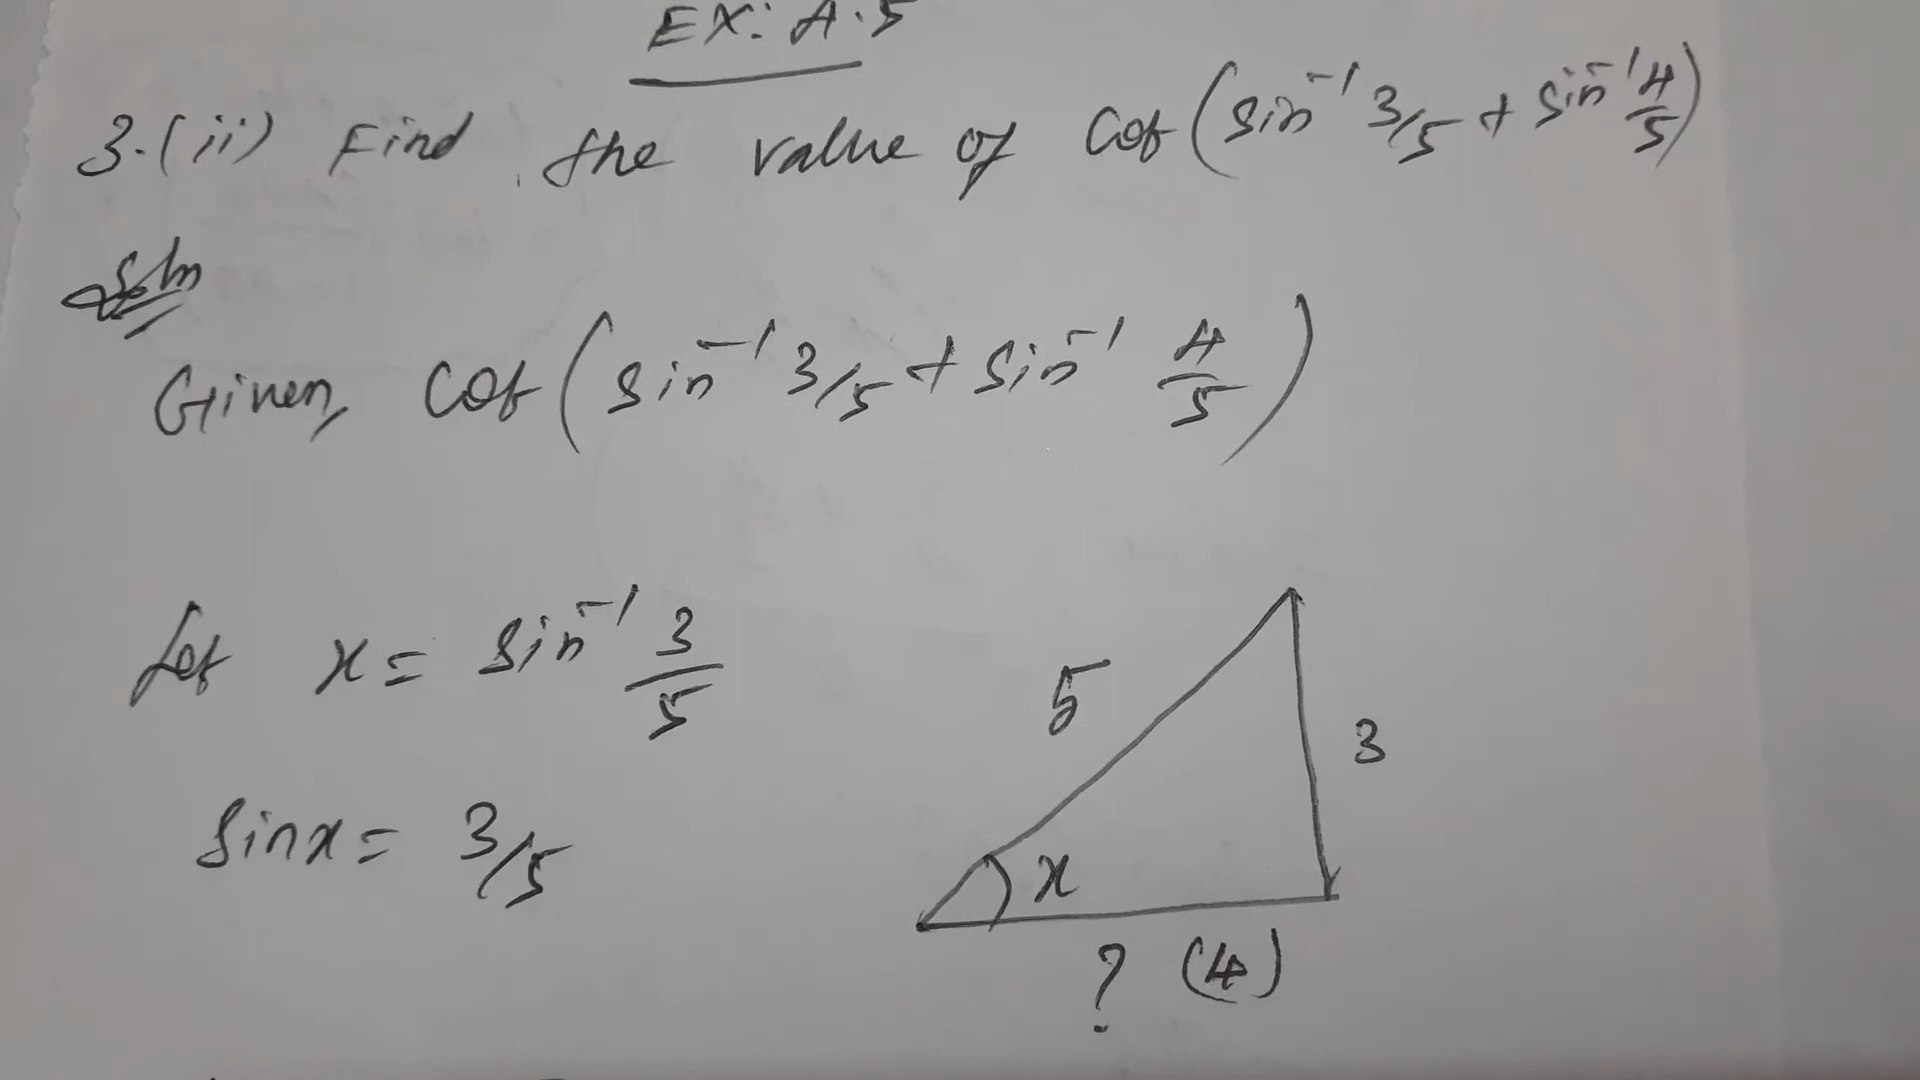 EX: A.5
3.(ii) Find the value of Cot (sin⁻¹ 3/5 + sin⁻¹ 4/5)
Soln
Given, Cot (sin⁻¹ 3/5 + sin⁻¹ 4/5)
Let x = sin⁻¹ 3/5
5
3
sinx = 3/5
x
? (4)